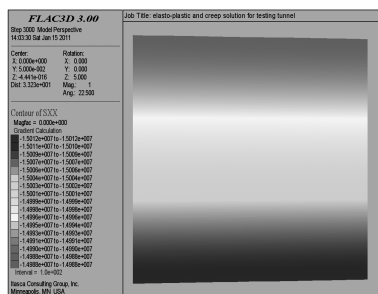 FLAC3D 3.00
Job Title: elasto-plastic and creep solution for testing tunnel
Step 3000 Model Perspective
14:03:30 Sat Jan 15 2011
Center: Rotation:
X: 0.000e+000 X: 0.000
Y: 5.000e-002 Y: 0.000
Z: -4.441e-016 Z: 5.000
Dist: 3.323e+001 Mag.: 1
Ang.: 22.500
Contour of SXX
Magfac = 0.000e+000
Gradient Calculation
-1.5012e+007 to -1.5012e+007
-1.5011e+007 to -1.5010e+007
-1.5009e+007 to -1.5008e+007
-1.5007e+007 to -1.5007e+007
-1.5006e+007 to -1.5006e+007
-1.5004e+007 to -1.5004e+007
-1.5003e+007 to -1.5002e+007
-1.5001e+007 to -1.5001e+007
-1.4999e+007 to -1.4999e+007
-1.4998e+007 to -1.4998e+007
-1.4996e+007 to -1.4996e+007
-1.4995e+007 to -1.4994e+007
-1.4993e+007 to -1.4993e+007
-1.4991e+007 to -1.4991e+007
-1.4990e+007 to -1.4990e+007
-1.4988e+007 to -1.4988e+007
-1.4988e+007 to -1.4988e+007
Interval = 1.0e+002
Itasca Consulting Group, Inc.
Minneapolis, MN USA